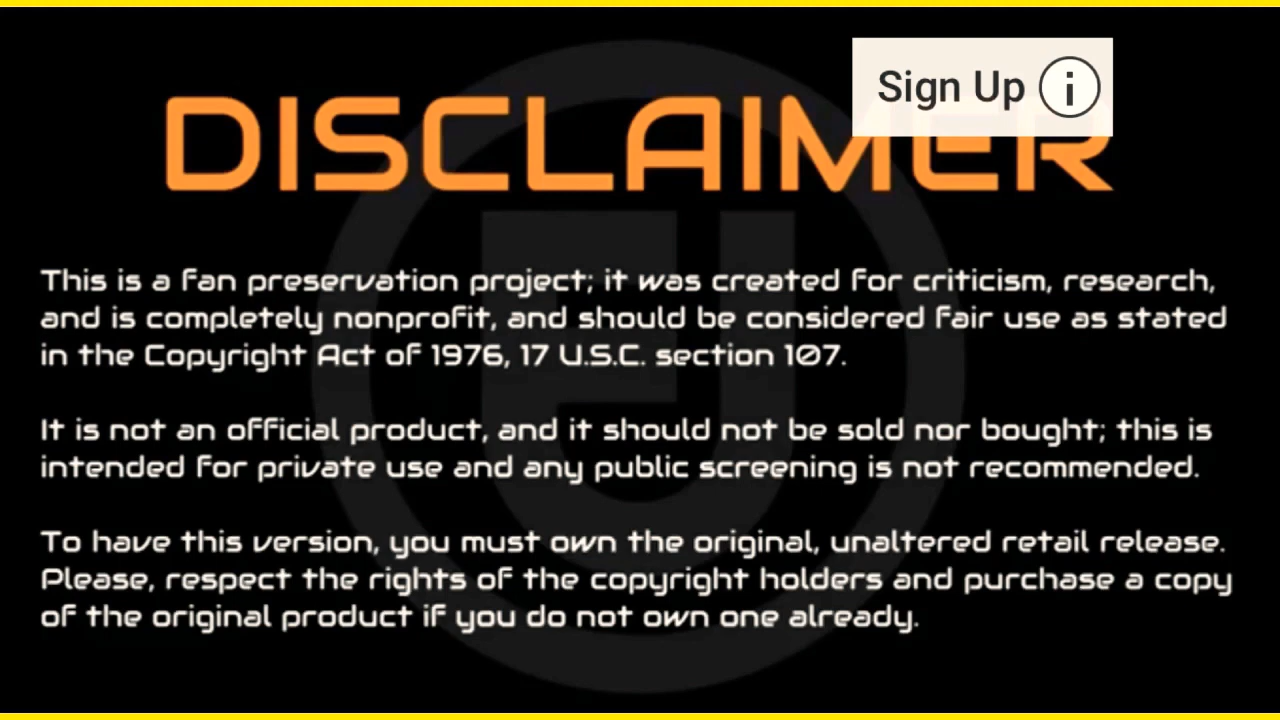 Sign Up
DISCLAIMER
This is a fan preservation project; it was created for criticism, research,
and is completely nonprofit, and should be considered fair use as stated
in the Copyright Act of 1976, 17 U.S.C. section 107.
It is not an official product, and it should not be sold nor bought; this is
intended for private use and any public screening is not recommended.
To have this version, you must own the original, unaltered retail release.
Please, respect the rights of the copyright holders and purchase a copy
of the original product if you do not own one already.